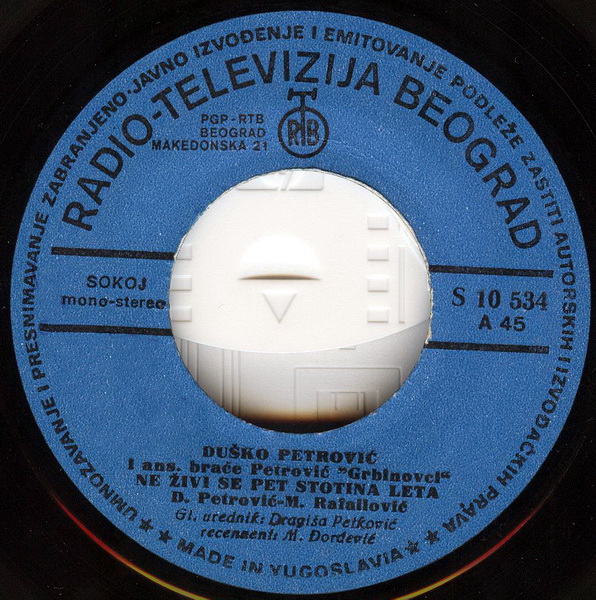 UMNOŽAVANJE I PRESNIMAVANJE ZABRANJENO·JAVNO IZVOĐENJE I EMITOVANJE PODLEŽE ZAŠTITI AUTORSKIH I IZVOĐAČKIH PRAVA
RADIO-TELEVIZIJA BEOGRAD
PGP-RTB
BEOGRAD
MAKEDONSKA 21
RTB
SOKOJ
mono-stereo
S 10 534
A 45
DUŠKO PETROVIĆ
i ans. braće Petrović "Grbinovci"
NE ŽIVI SE PET STOTINA LETA
D. Petrović-M. Rafailović
Gl. urednik: Dragiša Petković
recenzent: M. Đorđević
★★ MADE IN YUGOSLAVIA ★★